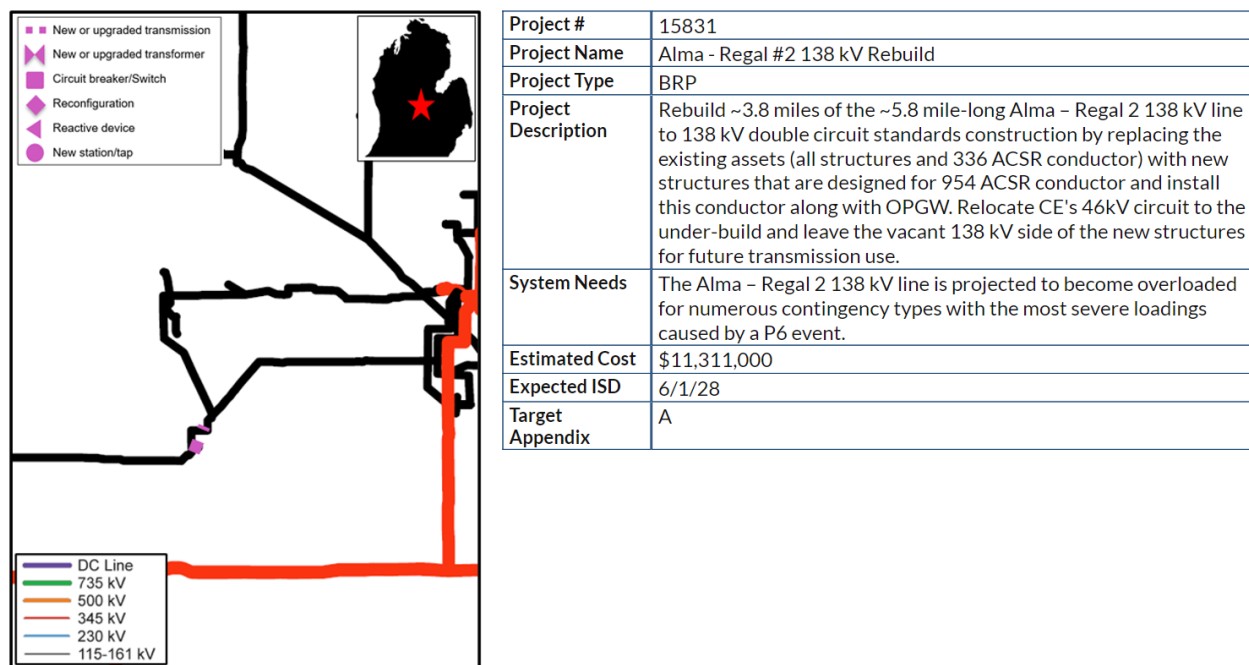 New or upgraded transmission
New or upgraded transformer
Circuit breaker/Switch
Reconfiguration
Reactive device
New station/tap
DC Line
735 kV
500 kV
345 kV
230 kV
115-161 kV
Project # 15831
Project Name Alma - Regal #2 138 kV Rebuild
Project Type BRP
Project Description
Rebuild ~3.8 miles of the ~5.8 mile-long Alma – Regal 2 138 kV line
to 138 kV double circuit standards construction by replacing the
existing assets (all structures and 336 ACSR conductor) with new
structures that are designed for 954 ACSR conductor and install
this conductor along with OPGW. Relocate CE's 46kV circuit to the
under-build and leave the vacant 138 kV side of the new structures
for future transmission use.
System Needs The Alma – Regal 2 138 kV line is projected to become overloaded
for numerous contingency types with the most severe loadings
caused by a P6 event.
Estimated Cost $11,311,000
Expected ISD 6/1/28
Target Appendix A